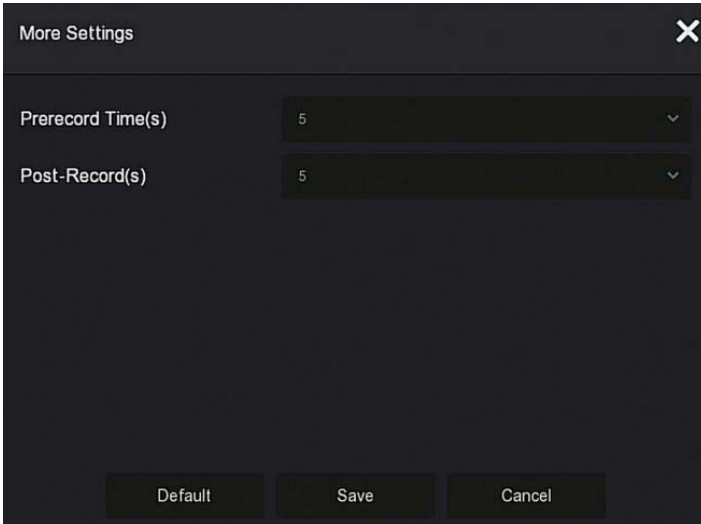 More Settings
Prerecord Time(s) 5
Post-Record(s) 5
Default Save Cancel